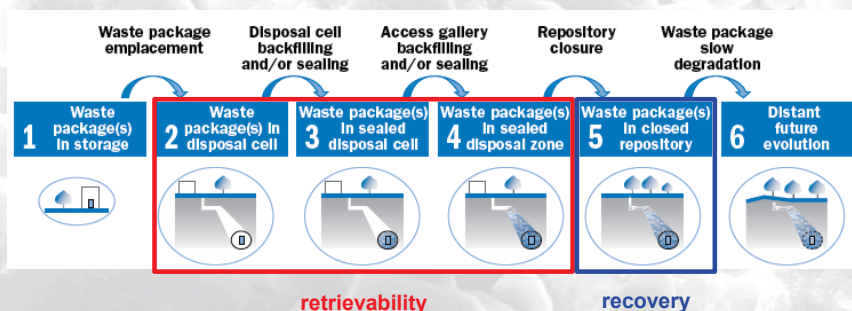 Waste package
emplacement
Disposal cell
backfilling
and/or sealing
Access gallery
backfilling
and/or sealing
Repository
closure
Waste package
slow
degradation
1 Waste
package(s)
in storage
2 Waste
package(s) in
disposal cell
3 Waste package(s)
in sealed
disposal cell
4 Waste package(s)
in sealed
disposal zone
5 Waste package(s)
in closed
repository
6 Distant
future
evolution
retrievability
recovery